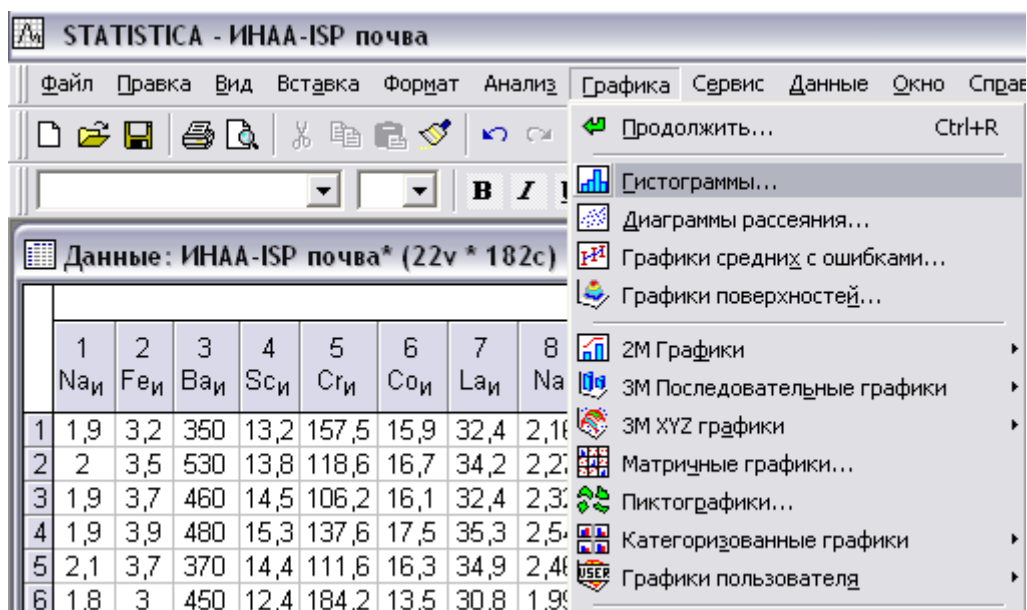 STATISTICA - ИНАА-ISP почва
Файл Правка Вид Вставка Формат Анализ Графика Сервис Данные Окно
Продолжить... Ctrl+R
B I
Гистограммы...
Диаграммы рассеяния...
Графики средних с ошибками...
Графики поверхностей...
2М Графики
3М Последовательные графики
3М XYZ графики
Матричные графики...
Пиктографики...
Категоризованные графики
Графики пользователя
USER
Данные: ИНАА-ISP почва* (22v * 182c)
1 2 3 4 5 6 7 8
Naи Feи Baи Scи Crи Coи Laи Na
1 1,9 3,2 350 13,2 157,5 15,9 32,4
2 2 3,5 530 13,8 118,6 16,7 34,2
3 1,9 3,7 460 14,5 106,2 16,1 32,4
4 1,9 3,9 480 15,3 137,6 17,5 35,3
5 2,1 3,7 370 14,4 111,6 16,3 34,9
6 1,8 3 450 12,4 184,2 13,5 30,8